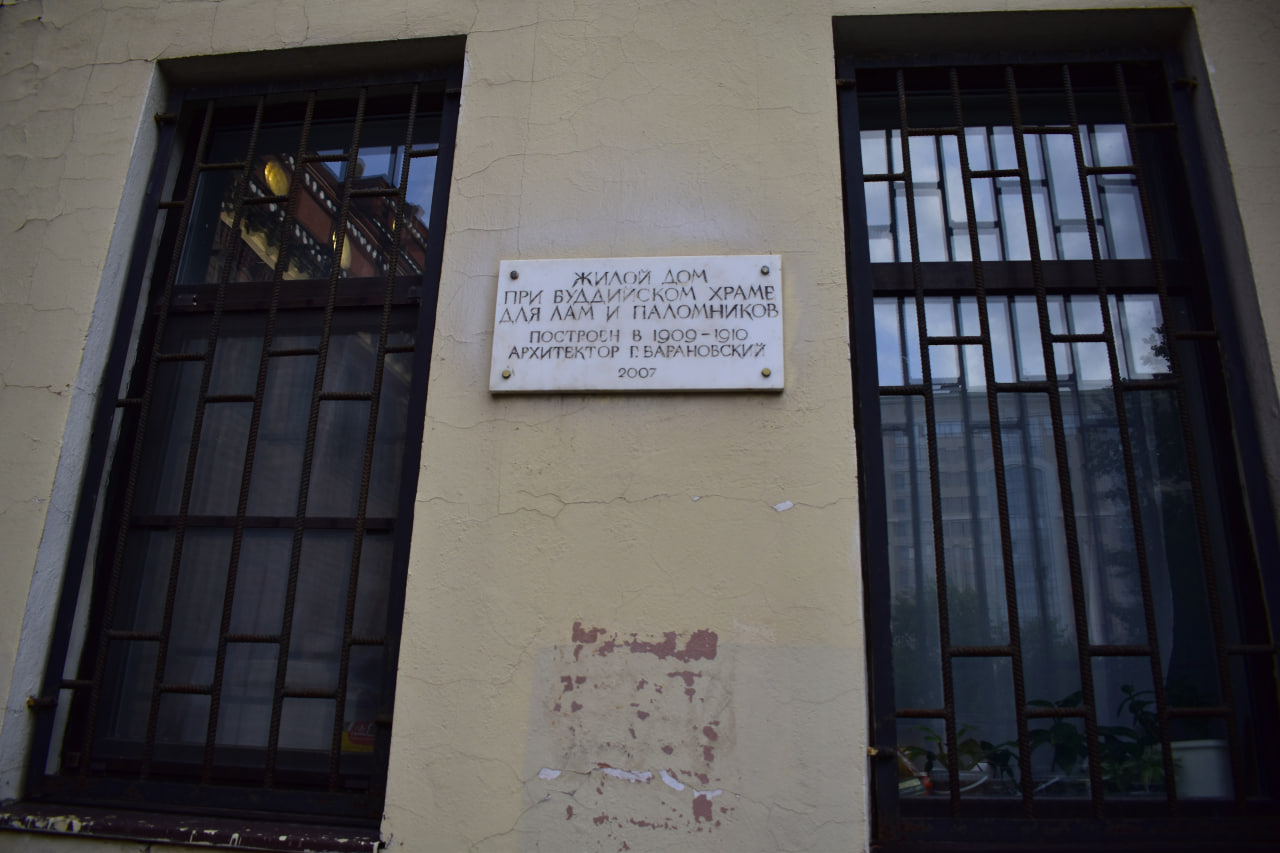 ЖИЛОЙ ДОМ
ПРИ БУДДИЙСКОМ ХРАМЕ
ДЛЯ ЛАМ И ПАЛОМНИКОВ
ПОСТРОЕН В 1909-1910
АРХИТЕКТОР Г. БАРАНОВСКИЙ
2007